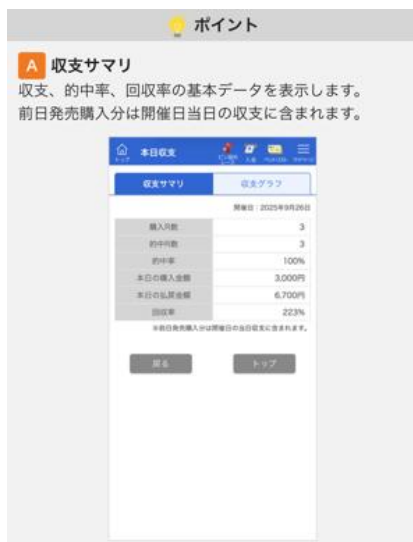 ポイント
A 収支サマリ
収支、的中率、回収率の基本データを表示します。
前日発売購入分は開催日当日の収支に含まれます。
本日収支
トップ
収支サマリ 収支グラフ
開催日：2025年9月26日
購入R数 3
的中R数 3
的中率 100%
本日の購入金額 3,000円
本日の払戻金額 6,700円
回収率 223%
※前日発売購入分は開催日の当日収支に含まれます。
戻る トップ